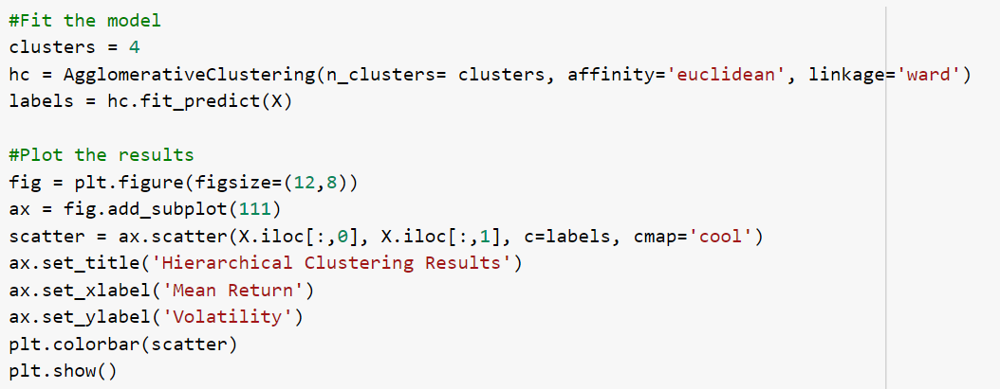 #Fit the model
clusters = 4
hc = AgglomerativeClustering(n_clusters= clusters, affinity='euclidean', linkage='ward')
labels = hc.fit_predict(X)
#Plot the results
fig = plt.figure(figsize=(12,8))
ax = fig.add_subplot(111)
scatter = ax.scatter(X.iloc[:,0], X.iloc[:,1], c=labels, cmap='cool')
ax.set_title('Hierarchical Clustering Results')
ax.set_xlabel('Mean Return')
ax.set_ylabel('Volatility')
plt.colorbar(scatter)
plt.show()